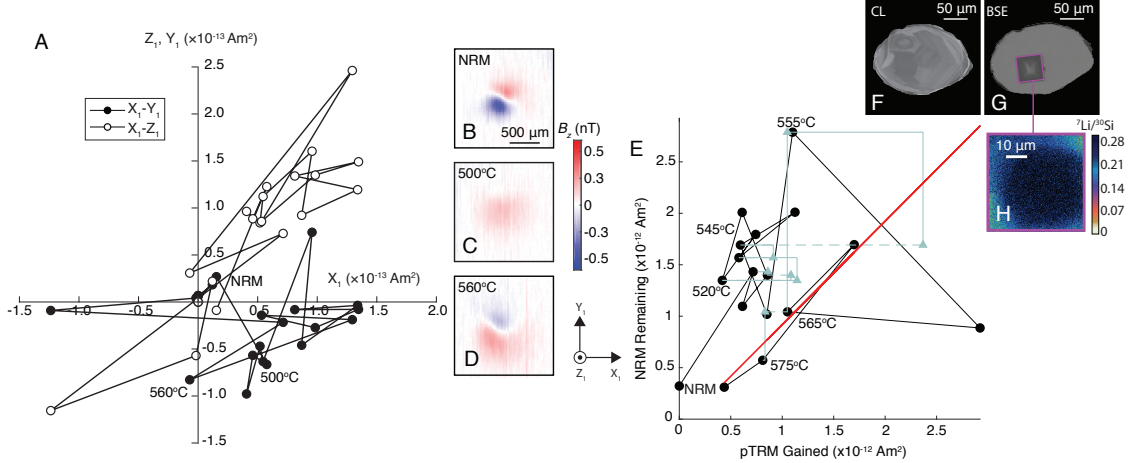 A
Z₁, Y₁ (×10⁻¹³ Am²)
2.5
2.0
1.5
1.0
0.5
-0.5
-1.0
-1.5
X₁-Y₁
X₁-Z₁
X₁ (×10⁻¹³ Am²)
-1.5
-1.0
-0.5
0
0.5
1.0
1.5
2.0
NRM
500°C
560°C
NRM
B
500 µm
500°C
C
560°C
D
B_z (nT)
0.5
0.3
0
-0.3
-0.5
Y₁
Z₁
X₁
E
NRM Remaining (x10⁻¹² Am²)
2.5
2
1.5
1
0.5
0
0
0.5
1
1.5
2
2.5
pTRM Gained (x10⁻¹² Am²)
555°C
545°C
520°C
565°C
575°C
NRM
CL
50 µm
F
BSE
50 µm
G
10 µm
H
⁷Li/³⁰Si
0.28
0.21
0.14
0.07
0